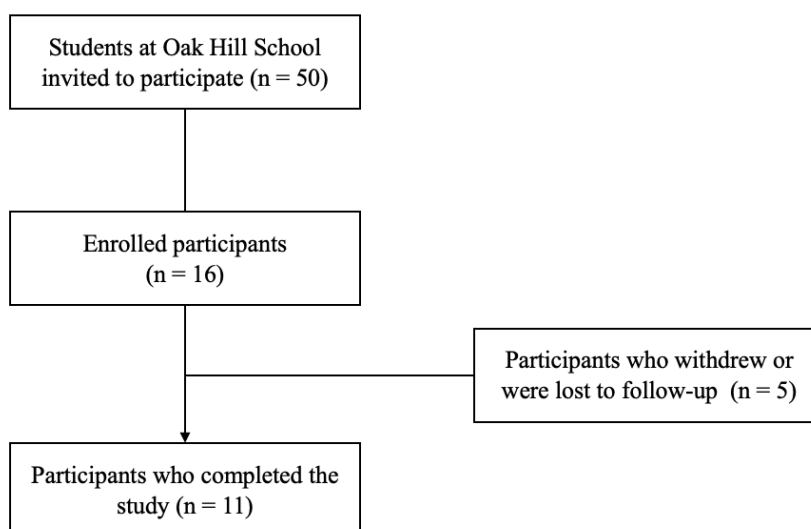 Students at Oak Hill School
invited to participate (n = 50)
Enrolled participants
(n = 16)
Participants who withdrew or
were lost to follow-up  (n = 5)
Participants who completed the
study (n = 11)